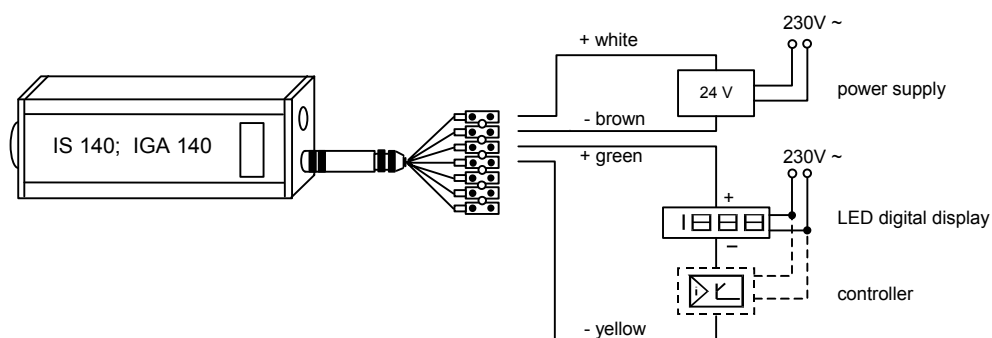 230V ~
+ white
24 V
power supply
IS 140;  IGA 140
- brown
+ green
230V ~
+
LED digital display
–
i
controller
- yellow